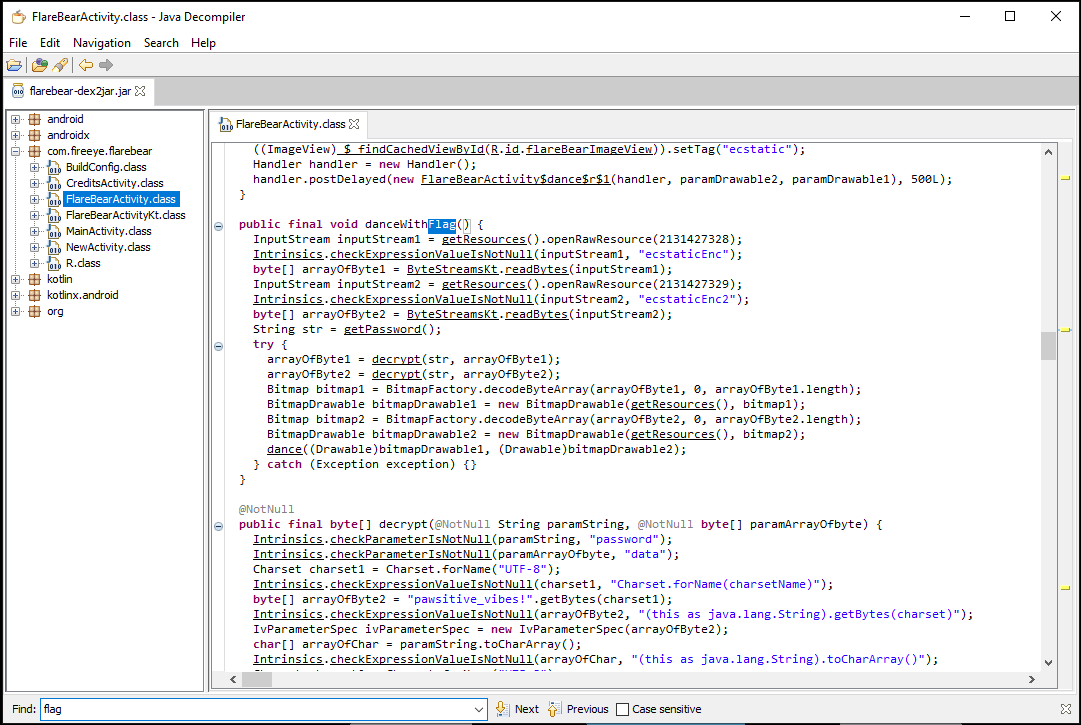 FlareBearActivity.class - Java Decompiler
File Edit Navigation Search Help
flarebear-dex2jar.jar
android
androidx
com.fireeye.flarebear
BuildConfig.class
CreditsActivity.class
FlareBearActivity.class
FlareBearActivityKt.class
MainActivity.class
NewActivity.class
R.class
kotlin
kotlinx.android
org
FlareBearActivity.class
((ImageView)_$_findCachedViewById(R.id.flareBearImageView)).setTag("ecstatic");
Handler handler = new Handler();
handler.postDelayed(new FlareBearActivity$dance$r$1(handler, paramDrawable2, paramDrawable1), 500L);
}
public final void danceWithFlag() {
InputStream inputStream1 = getResources().openRawResource(2131427328);
Intrinsics.checkExpressionValueIsNotNull(inputStream1, "ecstaticEnc");
byte[] arrayOfByte1 = ByteStreamsKt.readBytes(inputStream1);
InputStream inputStream2 = getResources().openRawResource(2131427329);
Intrinsics.checkExpressionValueIsNotNull(inputStream2, "ecstaticEnc2");
byte[] arrayOfByte2 = ByteStreamsKt.readBytes(inputStream2);
String str = getPassword();
try {
arrayOfByte1 = decrypt(str, arrayOfByte1);
arrayOfByte2 = decrypt(str, arrayOfByte2);
Bitmap bitmap1 = BitmapFactory.decodeByteArray(arrayOfByte1, 0, arrayOfByte1.length);
BitmapDrawable bitmapDrawable1 = new BitmapDrawable(getResources(), bitmap1);
Bitmap bitmap2 = BitmapFactory.decodeByteArray(arrayOfByte2, 0, arrayOfByte2.length);
BitmapDrawable bitmapDrawable2 = new BitmapDrawable(getResources(), bitmap2);
dance((Drawable)bitmapDrawable1, (Drawable)bitmapDrawable2);
} catch (Exception exception) {}
}
@NotNull
public final byte[] decrypt(@NotNull String paramString, @NotNull byte[] paramArrayOfbyte) {
Intrinsics.checkParameterIsNotNull(paramString, "password");
Intrinsics.checkParameterIsNotNull(paramArrayOfbyte, "data");
Charset charset1 = Charset.forName("UTF-8");
Intrinsics.checkExpressionValueIsNotNull(charset1, "Charset.forName(charsetName)");
byte[] arrayOfByte2 = "pawsitive_vibes!".getBytes(charset1);
Intrinsics.checkExpressionValueIsNotNull(arrayOfByte2, "(this as java.lang.String).getBytes(charset)");
IvParameterSpec ivParameterSpec = new IvParameterSpec(arrayOfByte2);
char[] arrayOfChar = paramString.toCharArray();
Intrinsics.checkExpressionValueIsNotNull(arrayOfChar, "(this as java.lang.String).toCharArray()");
Find: flag Next Previous Case sensitive